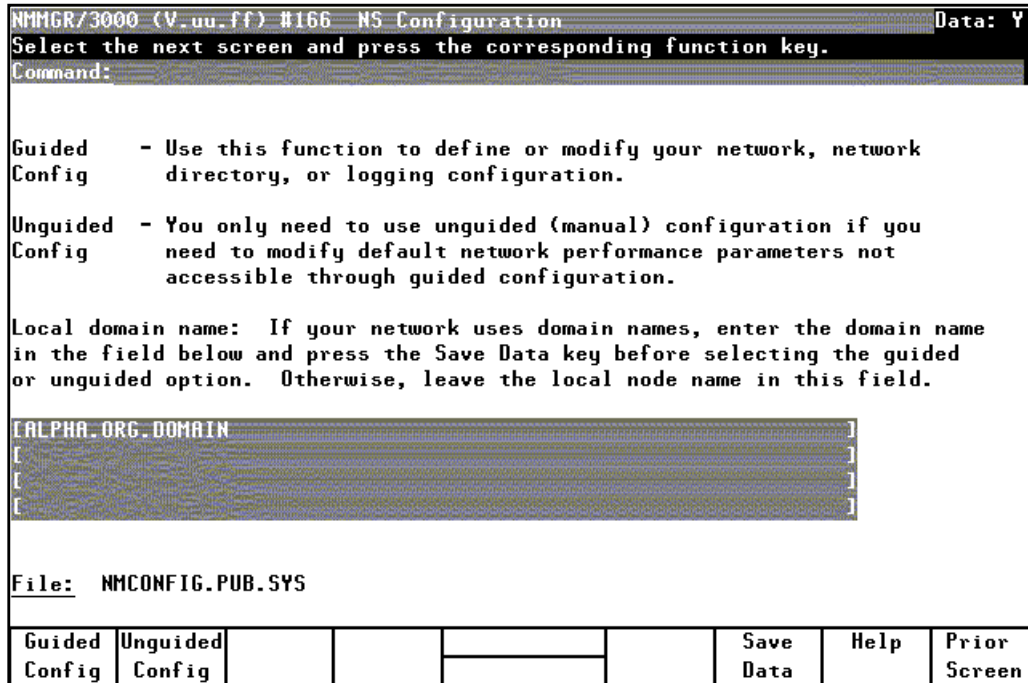 NMMGR/3000 (V.uu.ff) #166  NS Configuration Data: Y
Select the next screen and press the corresponding function key.
Command:
Guided - Use this function to define or modify your network, network
Config directory, or logging configuration.
Unguided - You only need to use unguided (manual) configuration if you
Config need to modify default network performance parameters not
accessible through guided configuration.
Local domain name:  If your network uses domain names, enter the domain name
in the field below and press the Save Data key before selecting the guided
or unguided option.  Otherwise, leave the local node name in this field.
[ALPHA.ORG.DOMAIN ]
[ ]
[ ]
[ ]
File:  NMCONFIG.PUB.SYS
Guided Unguided Save Help Prior
Config Config Data Screen